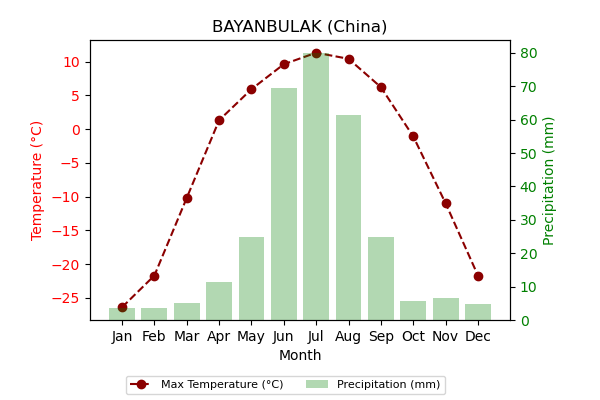 BAYANBULAK (China)
Temperature (°C)
10
5
0
−5
−10
−15
−20
−25
80
70
60
50
40
30
20
10
0
Precipitation (mm)
Jan Feb Mar Apr May Jun Jul Aug Sep Oct Nov Dec
Month
Max Temperature (°C) Precipitation (mm)